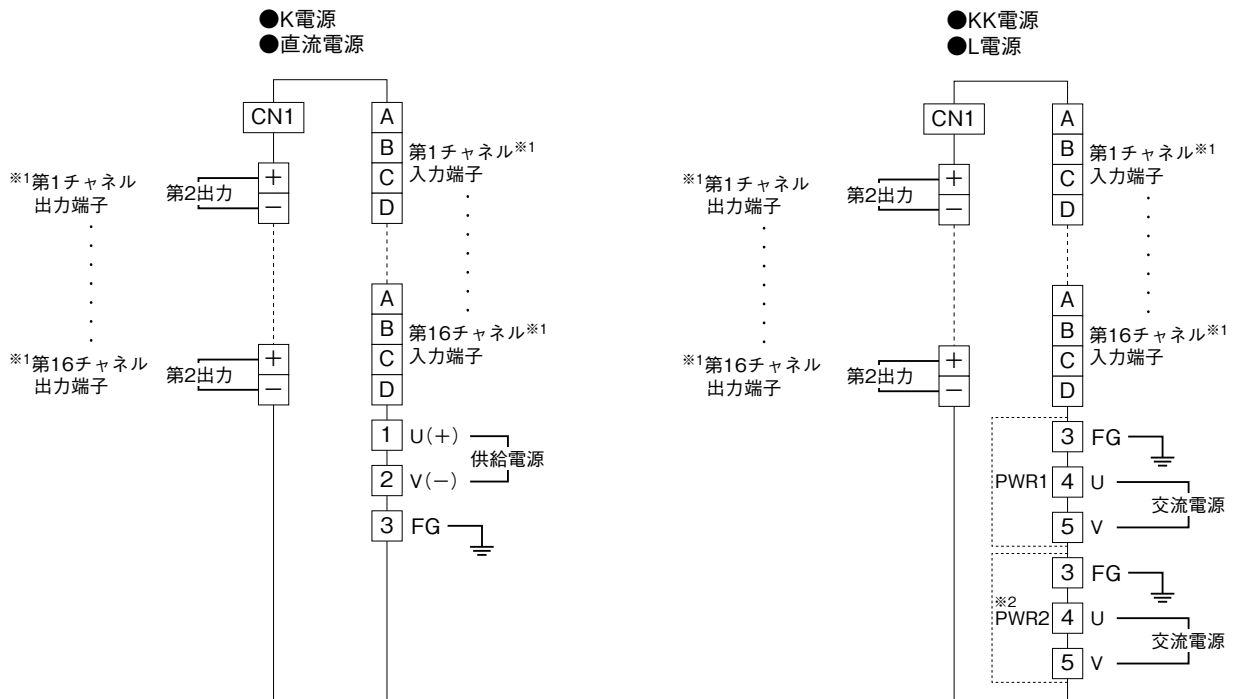 ●K電源
●直流電源
CN1
A
B
C
D
第1チャネル※1
入力端子
※1第1チャネル
出力端子
第2出力
+
−
A
B
C
D
第16チャネル※1
入力端子
※1第16チャネル
出力端子
第2出力
+
−
1 U(+)
供給電源
2 V(−)
3 FG
●KK電源
●L電源
CN1
A
B
C
D
第1チャネル※1
入力端子
※1第1チャネル
出力端子
第2出力
+
−
A
B
C
D
第16チャネル※1
入力端子
※1第16チャネル
出力端子
第2出力
+
−
3 FG
PWR1 4 U
交流電源
5 V
3 FG
※2
PWR2 4 U
交流電源
5 V